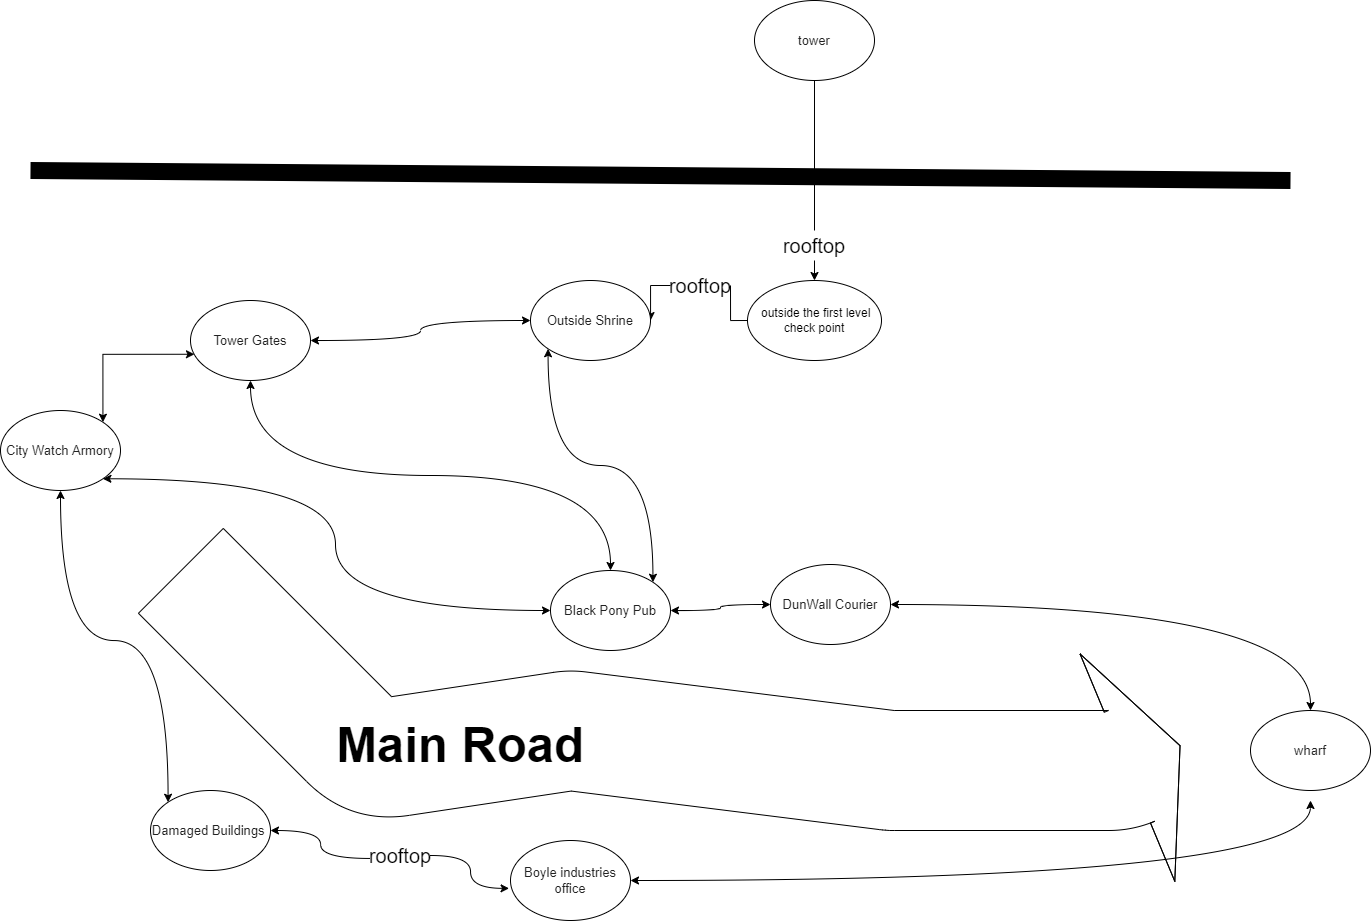 tower
rooftop
rooftop
outside the first level
check point
Outside Shrine
Tower Gates
City Watch Armory
Black Pony Pub
DunWall Courier
Main Road
wharf
Damaged Buildings
rooftop
Boyle industries
office